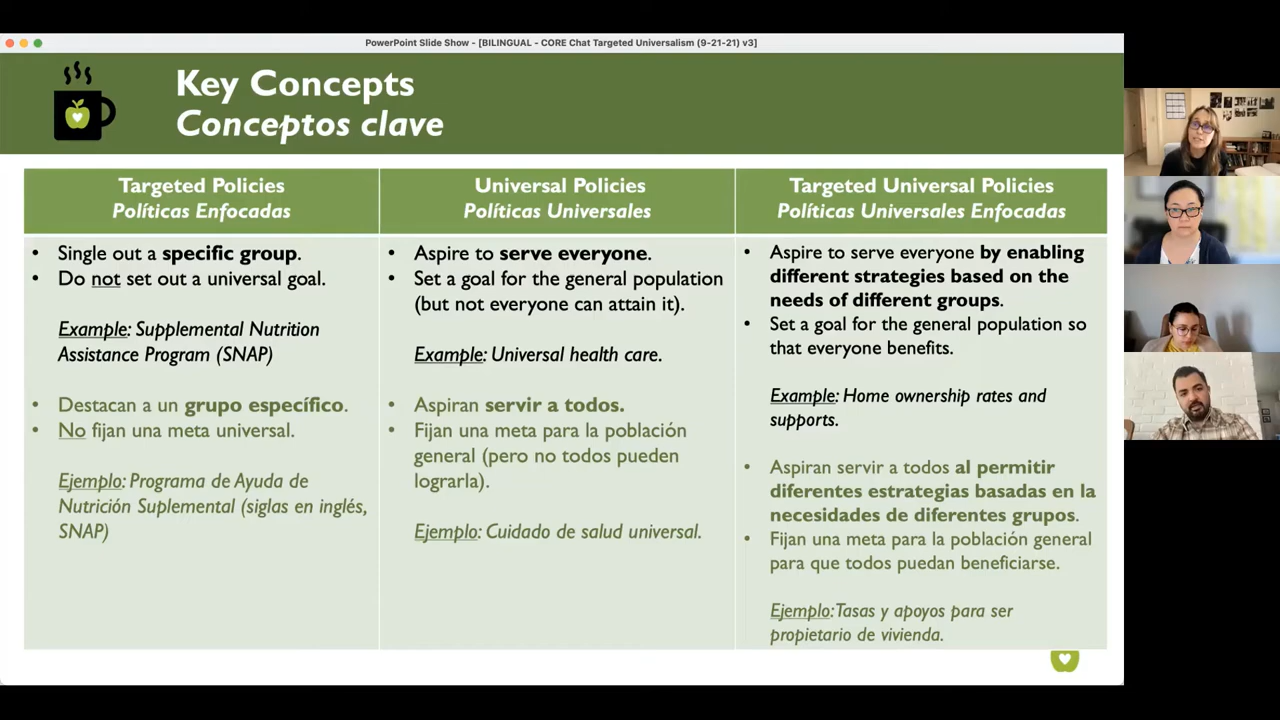 PowerPoint Slide Show - [BILINGUAL - CORE Chat Targeted Universalism (9-21-21) v3]
Key Concepts
Conceptos clave
Targeted Policies
Políticas Enfocadas
• Single out a specific group.
• Do not set out a universal goal.
Example: Supplemental Nutrition
Assistance Program (SNAP)
• Destacan a un grupo específico.
• No fijan una meta universal.
Ejemplo: Programa de Ayuda de
Nutrición Suplemental (siglas en inglés,
SNAP)
Universal Policies
Políticas Universales
• Aspire to serve everyone.
• Set a goal for the general population
(but not everyone can attain it).
Example: Universal health care.
• Aspiran servir a todos.
• Fijan una meta para la población
general (pero no todos pueden
lograrla).
Ejemplo: Cuidado de salud universal.
Targeted Universal Policies
Políticas Universales Enfocadas
• Aspire to serve everyone by enabling
different strategies based on the
needs of different groups.
• Set a goal for the general population so
that everyone benefits.
Example: Home ownership rates and
supports.
• Aspiran servir a todos al permitir
diferentes estrategias basadas en la
necesidades de diferentes grupos.
• Fijan una meta para la población general
para que todos puedan beneficiarse.
Ejemplo: Tasas y apoyos para ser
propietario de vivienda.